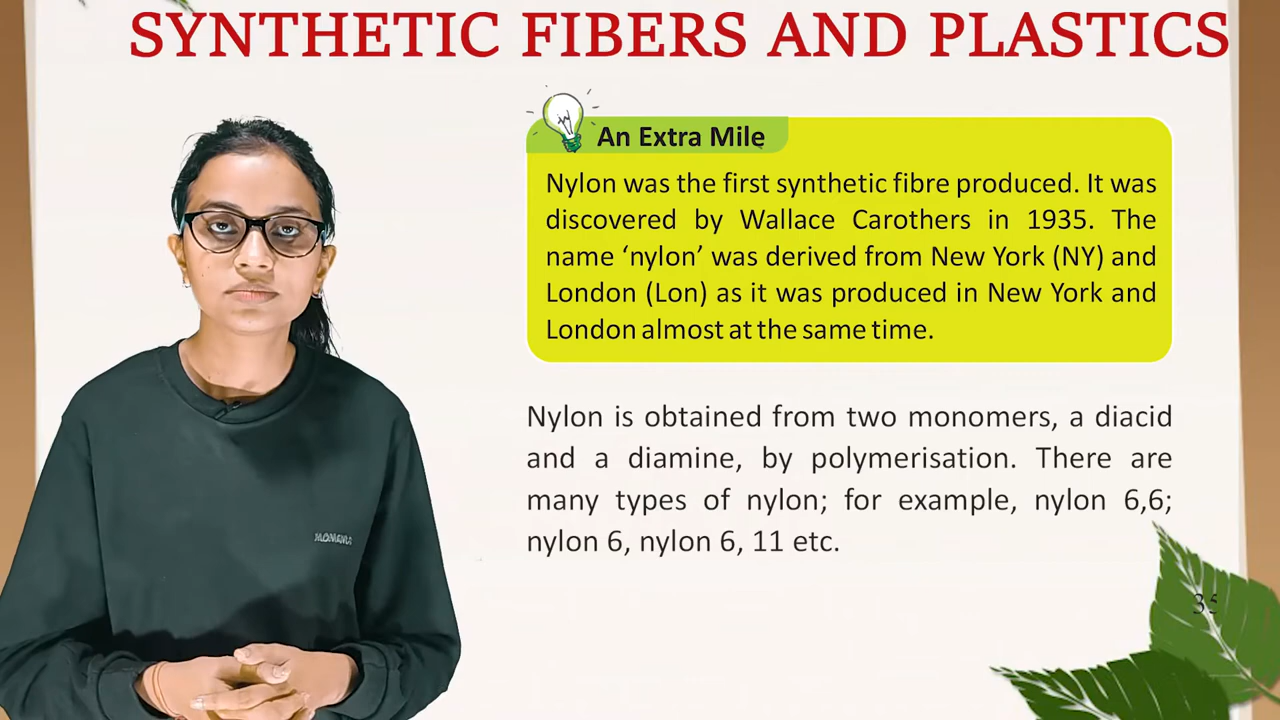 SYNTHETIC FIBERS AND PLASTICS
An Extra Mile
Nylon was the first synthetic fibre produced. It was
discovered by Wallace Carothers in 1935. The
name ‘nylon’ was derived from New York (NY) and
London (Lon) as it was produced in New York and
London almost at the same time.
Nylon is obtained from two monomers, a diacid
and a diamine, by polymerisation. There are
many types of nylon; for example, nylon 6,6;
nylon 6, nylon 6, 11 etc.